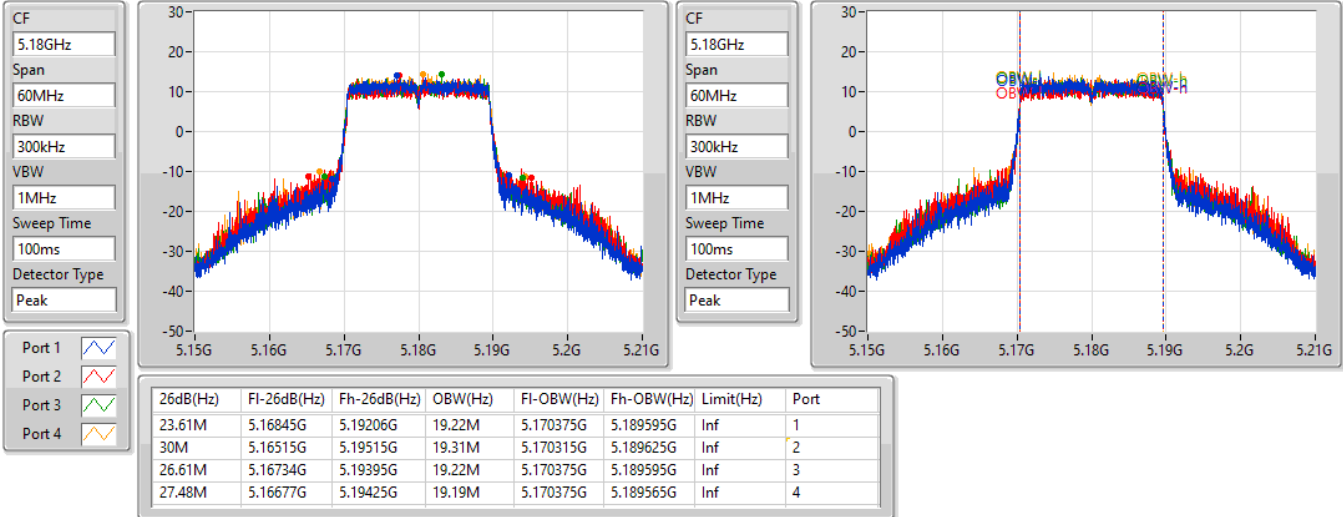 CF
5.18GHz
Span
60MHz
RBW
300kHz
VBW
1MHz
Sweep Time
100ms
Detector Type
Peak
30
20
10
0
-10
-20
-30
-40
-50
5.15G 5.16G 5.17G 5.18G 5.19G 5.2G 5.21G
CF
5.18GHz
Span
60MHz
RBW
300kHz
VBW
1MHz
Sweep Time
100ms
Detector Type
Peak
30
20
10
0
-10
-20
-30
-40
-50
OBW-h
5.15G 5.16G 5.17G 5.18G 5.19G 5.2G 5.21G
Port 1
Port 2
Port 3
Port 4
26dB(Hz) Fl-26dB(Hz) Fh-26dB(Hz) OBW(Hz) Fl-OBW(Hz) Fh-OBW(Hz) Limit(Hz) Port
23.61M 5.16845G 5.19206G 19.22M 5.170375G 5.189595G Inf 1
30M 5.16515G 5.19515G 19.31M 5.170315G 5.189625G Inf 2
26.61M 5.16734G 5.19395G 19.22M 5.170375G 5.189595G Inf 3
27.48M 5.16677G 5.19425G 19.19M 5.170375G 5.189565G Inf 4